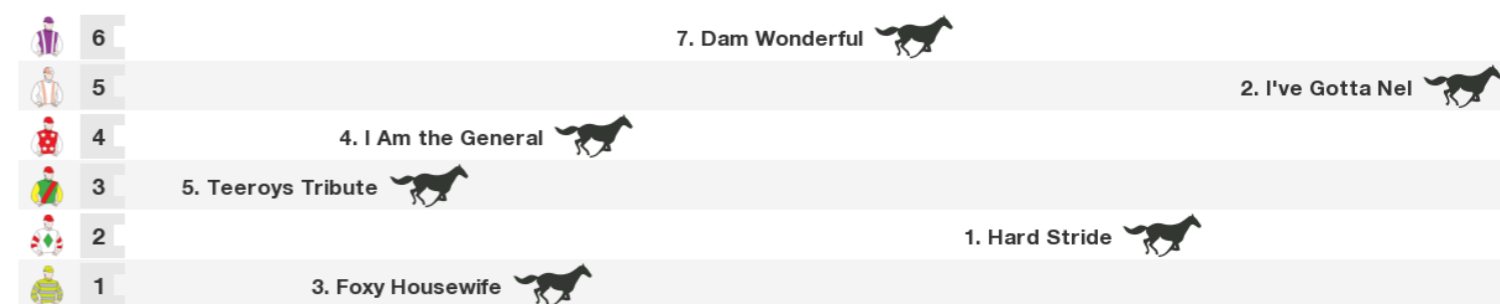 6 7. Dam Wonderful
5 2. I've Gotta Nel
4 4. I Am the General
3 5. Teeroys Tribute
2 1. Hard Stride
1 3. Foxy Housewife